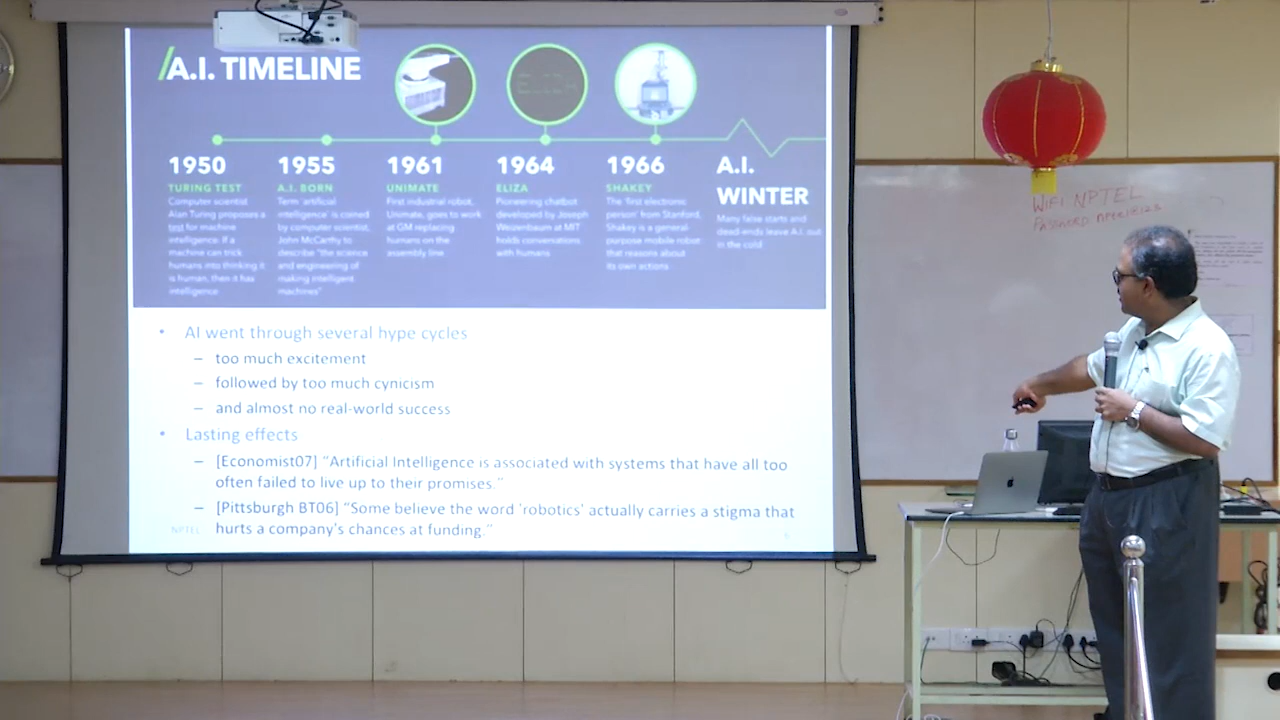 A.I. TIMELINE
1950
TURING TEST
Computer scientist
Alan Turing proposes a
test for machine
intelligence. If a
machine can trick
humans into thinking it
is human, then it has
intelligence
1955
A.I. BORN
Term 'artificial
intelligence' is coined
by computer scientist,
John McCarthy to
describe "the science
and engineering of
making intelligent
machines"
1961
UNIMATE
First industrial robot,
Unimate, goes to work
at GM replacing
humans on the
assembly line
1964
ELIZA
Pioneering chatbot
developed by Joseph
Weizenbaum at MIT
holds conversations
with humans
1966
SHAKEY
The 'first electronic
person' from Stanford,
Shakey is a general-
purpose mobile robot
that reasons about
its own actions
A.I.
WINTER
Many false starts and
dead-ends leave A.I. out
in the cold
• AI went through several hype cycles
– too much excitement
– followed by too much cynicism
– and almost no real-world success
• Lasting effects
– [Economist07] "Artificial Intelligence is associated with systems that have all too
often failed to live up to their promises."
– [Pittsburgh BT06] "Some believe the word 'robotics' actually carries a stigma that
hurts a company's chances at funding."
NPTEL
WiFi NPTEL
Password